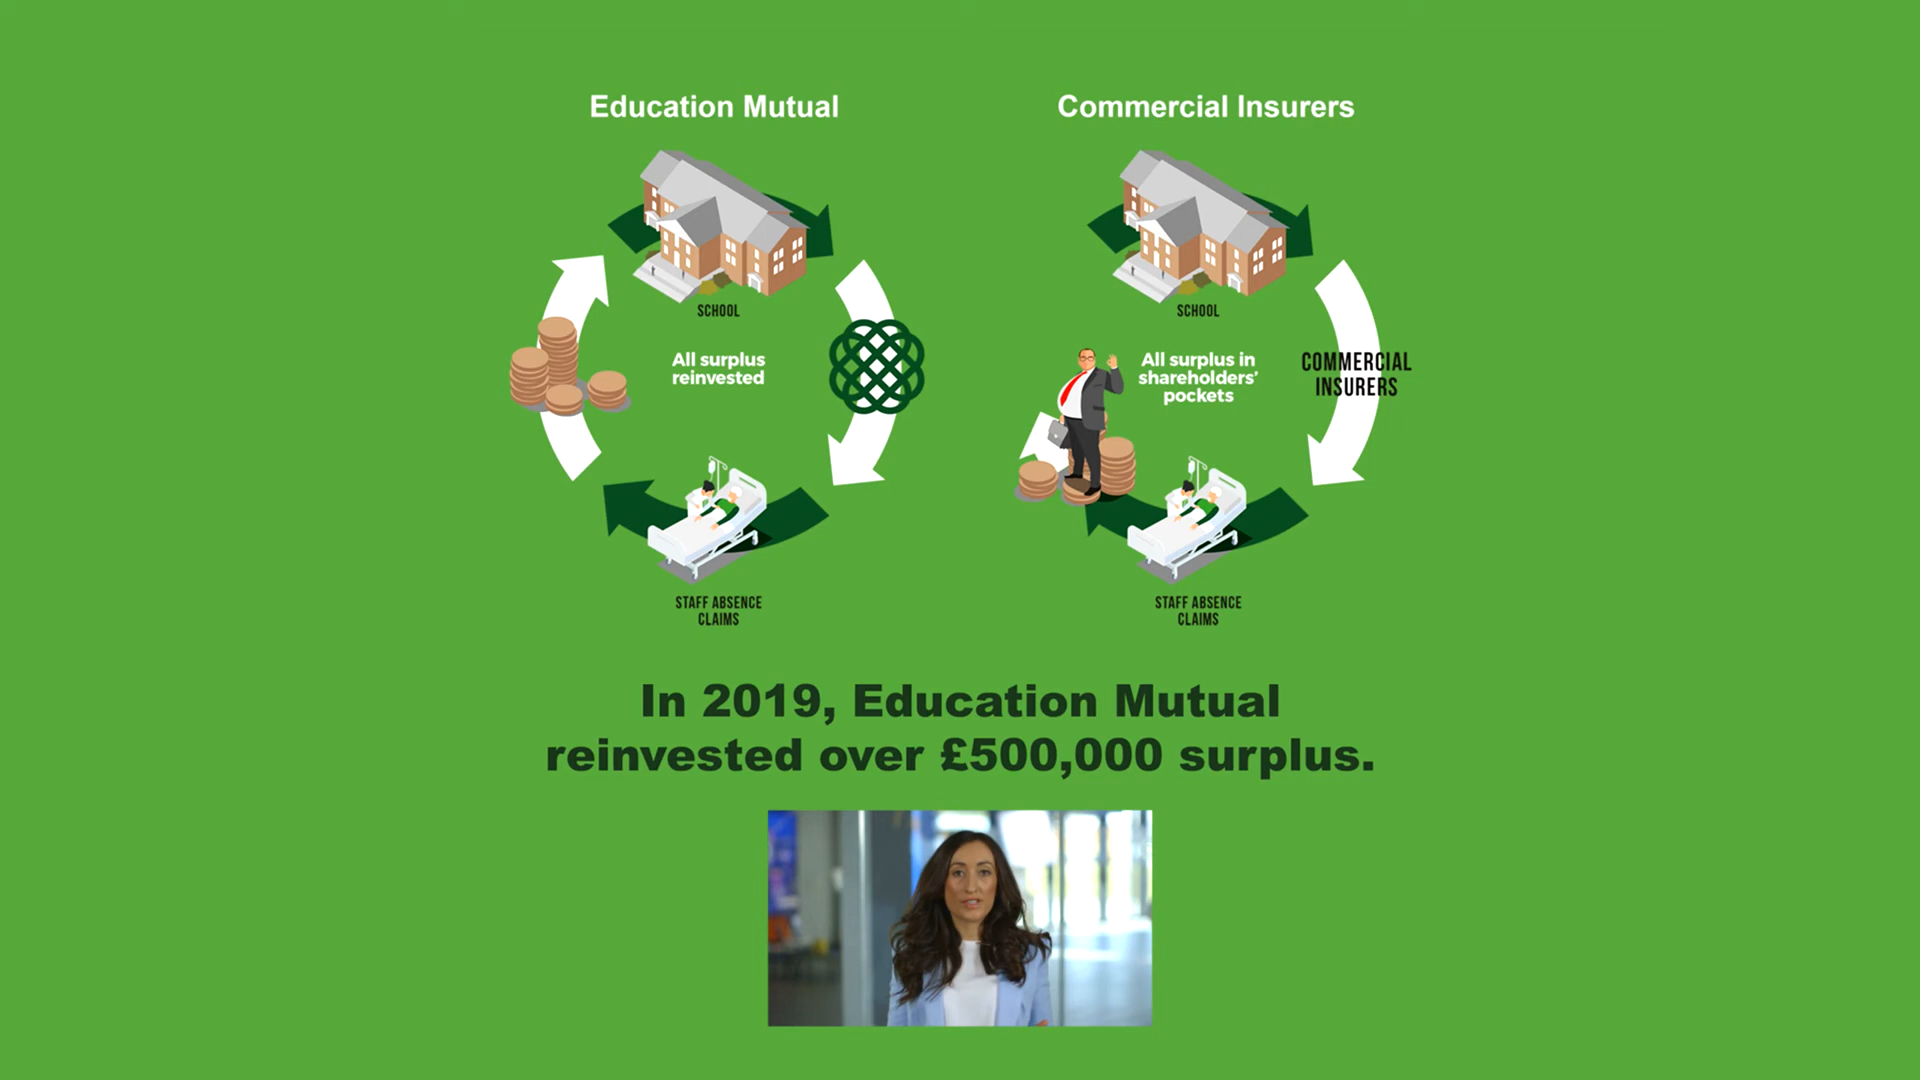 Education Mutual
SCHOOL
All surplus
reinvested
STAFF ABSENCE
CLAIMS
Commercial Insurers
SCHOOL
All surplus in
shareholders’
pockets
COMMERCIAL
INSURERS
STAFF ABSENCE
CLAIMS
In 2019, Education Mutual
reinvested over £500,000 surplus.